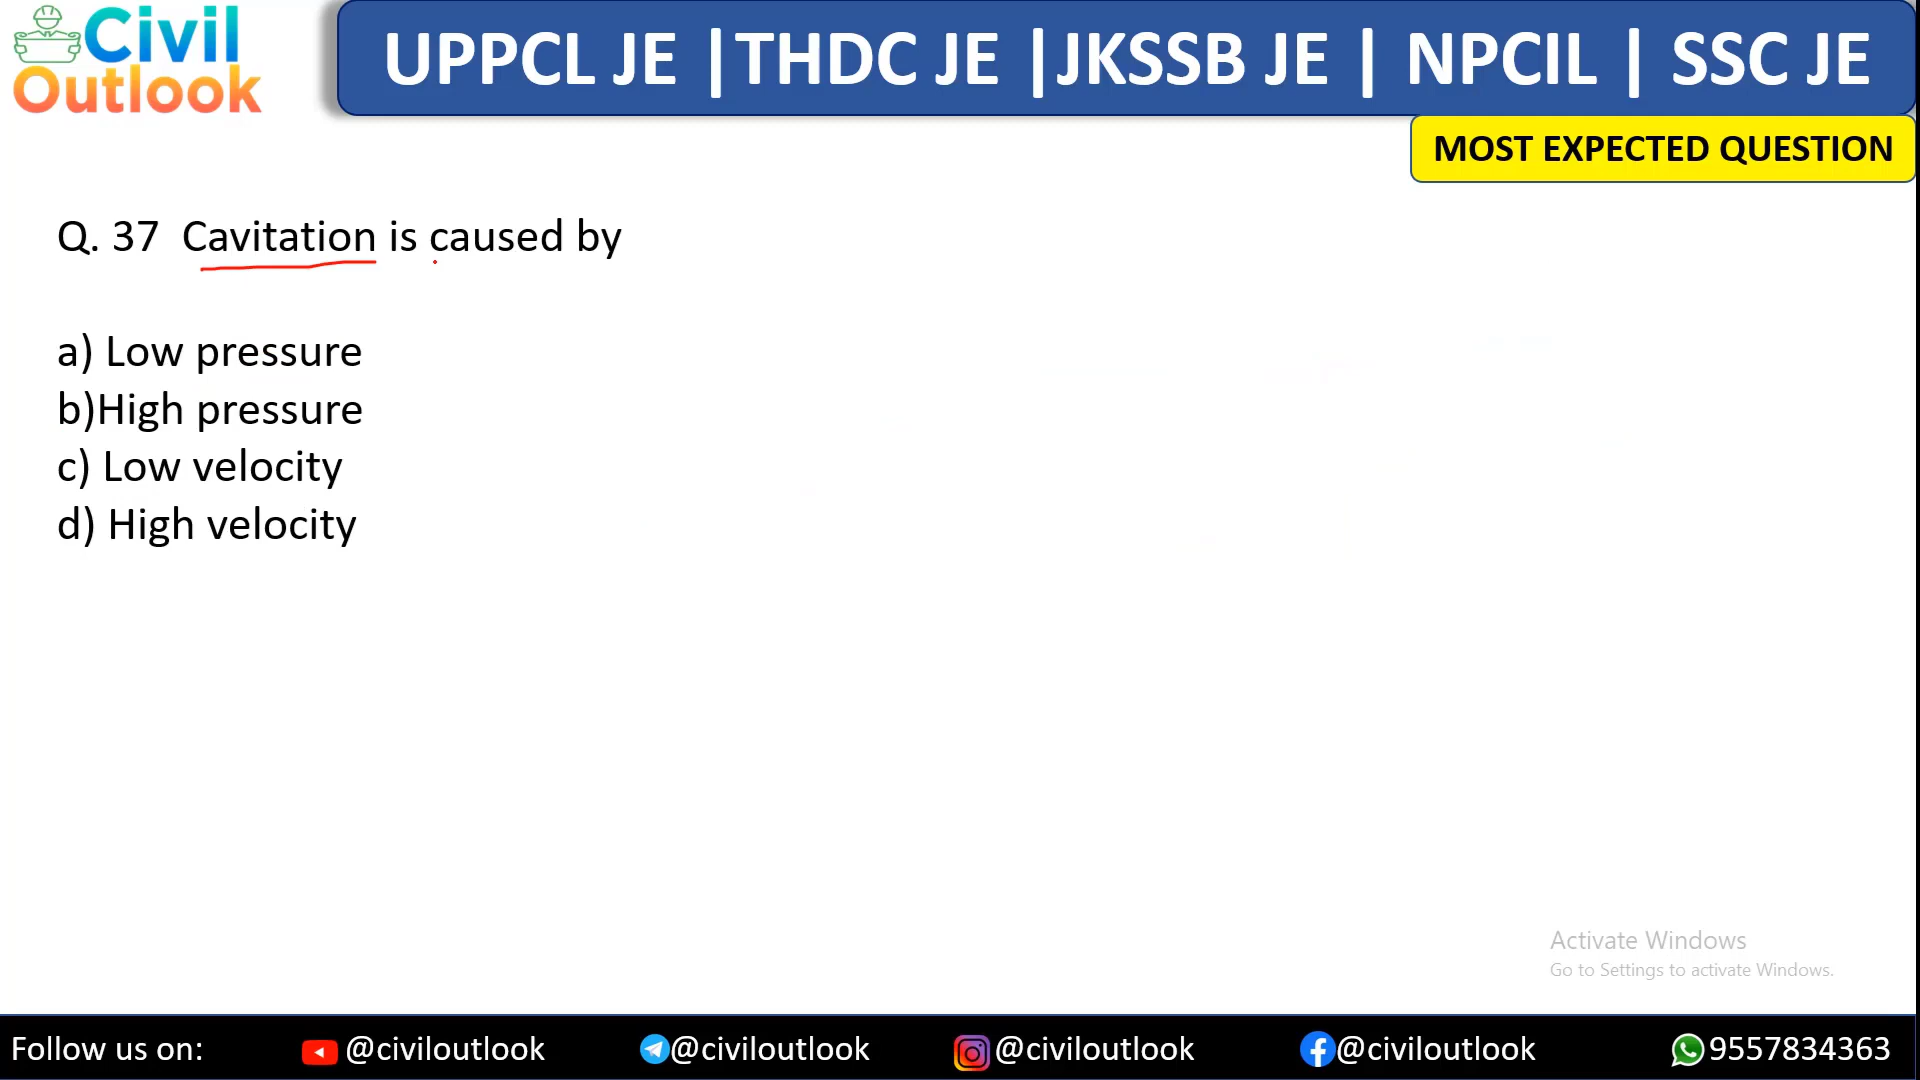 Civil
Outlook
UPPCL JE |THDC JE |JKSSB JE | NPCIL | SSC JE
MOST EXPECTED QUESTION
Q. 37 Cavitation is caused by
a) Low pressure
b)High pressure
c) Low velocity
d) High velocity
Activate Windows
Go to Settings to activate Windows.
Follow us on: @civiloutlook @civiloutlook @civiloutlook @civiloutlook 9557834363